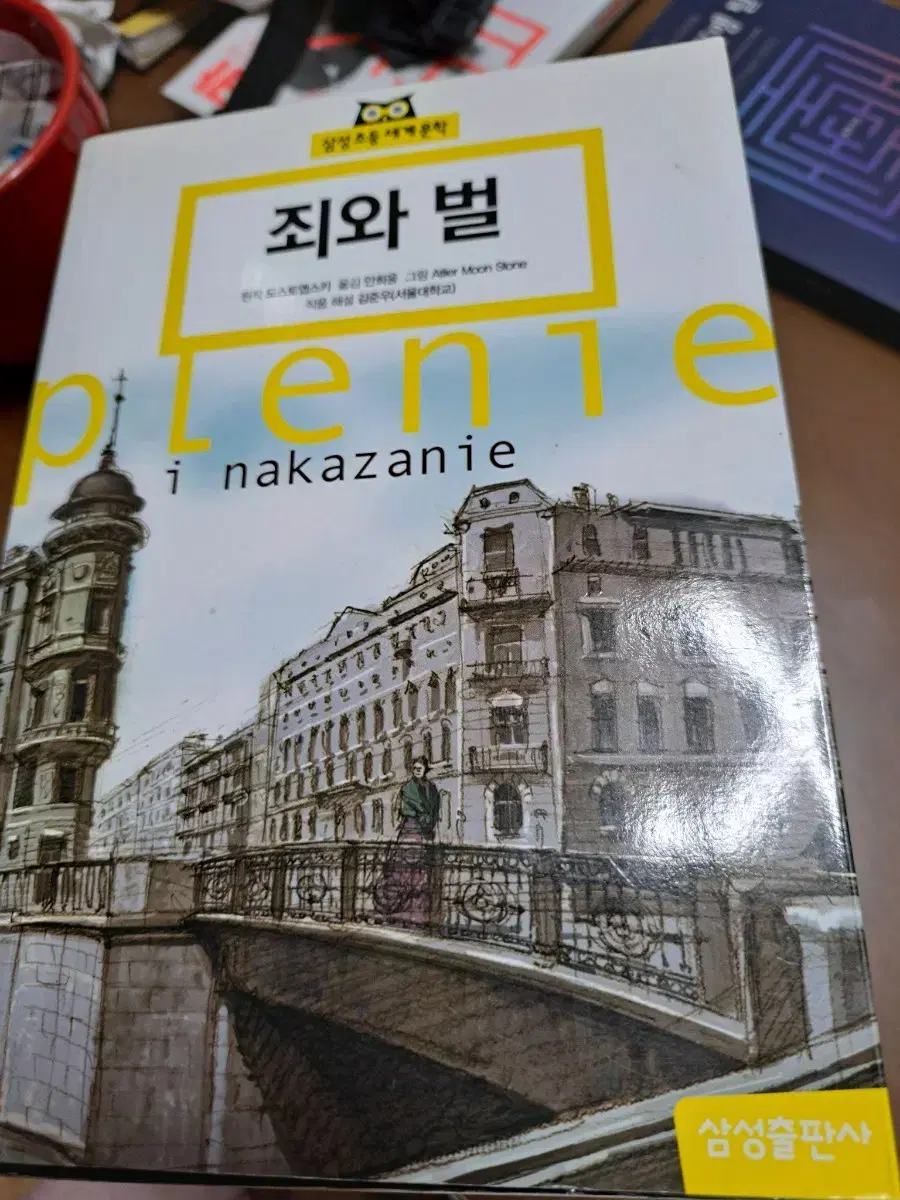 삼성 초등 세계 문학
죄와 벌
원작 도스토옙스키 옮김 안희웅 그림 Atlier Moon Stone
작품 해설 김준우(서울대학교)
plenie
i nakazanie
삼성출판사